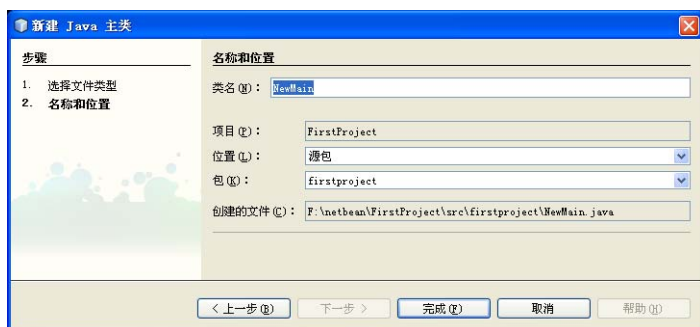 新建 Java 主类
步骤
1. 选择文件类型
2. 名称和位置
名称和位置
类名(N)： NewMain
项目(P)： FirstProject
位置(L)： 源包
包(K)： firstproject
创建的文件(C)： F:\netbean\FirstProject\src\firstproject\NewMain.java
< 上一步(B) 下一步 > 完成(F) 取消 帮助(H)